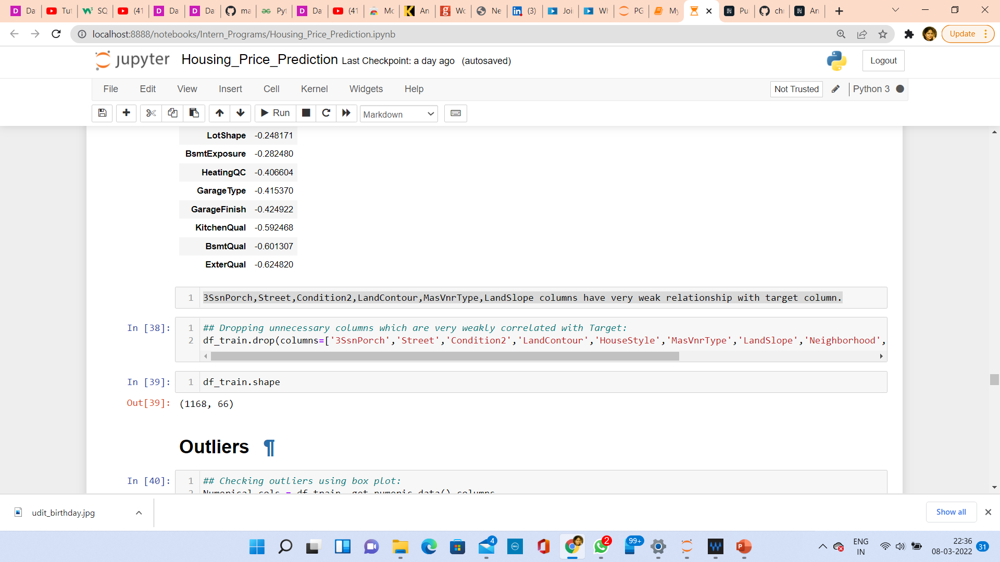 Da
Tut
SQ
(41
Da
Da
ma
Pyt
Da
(41
Mc
An
Wc
Ne
(3)
Joi
Wh
PG
My
Pu
ch
An
localhost:8888/notebooks/Intern_Programs/Housing_Price_Prediction.ipynb
Update
jupyter Housing_Price_Prediction Last Checkpoint: a day ago (autosaved)
Logout
File Edit View Insert Cell Kernel Widgets Help
Not Trusted
Python 3
Run
Markdown
LotShape -0.248171
BsmtExposure -0.282480
HeatingQC -0.406604
GarageType -0.415370
GarageFinish -0.424922
KitchenQual -0.592468
BsmtQual -0.601307
ExterQual -0.624820
1 3SsnPorch,Street,Condition2,LandContour,MasVnrType,LandSlope columns have very weak relationship with target column.
In [38]: 1 ## Dropping unnecessary columns which are very weakly correlated with Target:
2 df_train.drop(columns=['3SsnPorch','Street','Condition2','LandContour','HouseStyle','MasVnrType','LandSlope','Neighborhood',
In [39]: 1 df_train.shape
Out[39]: (1168, 66)
Outliers ¶
In [40]: 1 ## Checking outliers using box plot:
2 Numerical_cols = df_train._get_numeric_data().columns
udit_birthday.jpg
Show all
4
DELL
2
99+
P
ENG
IN
22:36
08-03-2022
31